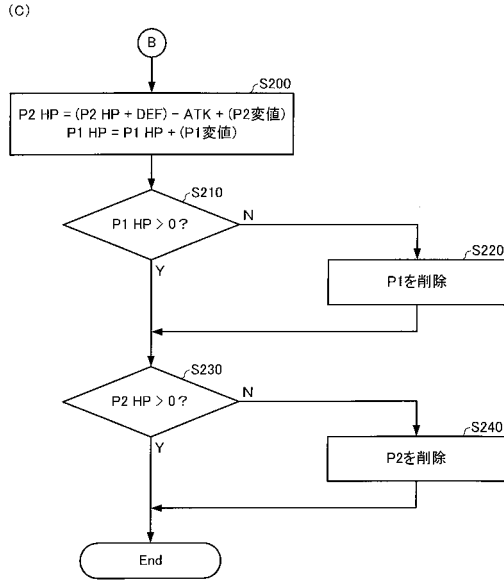 (C)
B
S200
P2 HP = (P2 HP + DEF) − ATK + (P2変値)
P1 HP = P1 HP + (P1変値)
S210
P1 HP > 0?
N
S220
P1を削除
Y
S230
P2 HP > 0?
N
S240
P2を削除
Y
End